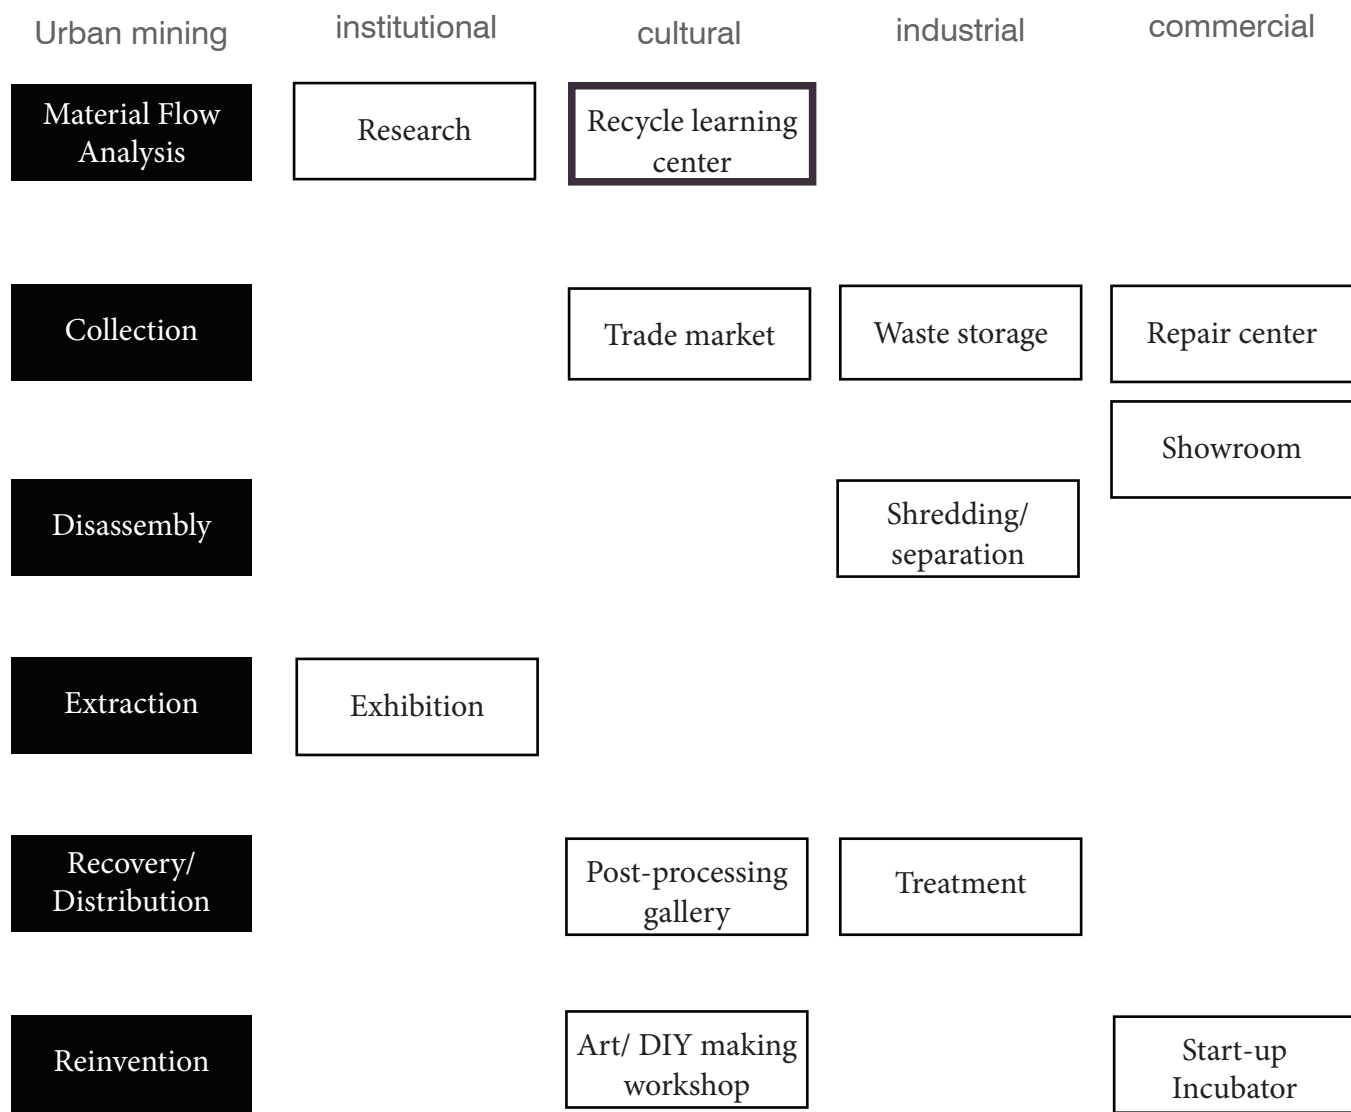 Urban mining
institutional
cultural
industrial
commercial
Material Flow
Analysis
Research
Recycle learning
center
Collection
Trade market
Waste storage
Repair center
Showroom
Disassembly
Shredding/
separation
Extraction
Exhibition
Recovery/
Distribution
Post-processing
gallery
Treatment
Reinvention
Art/ DIY making
workshop
Start-up
Incubator